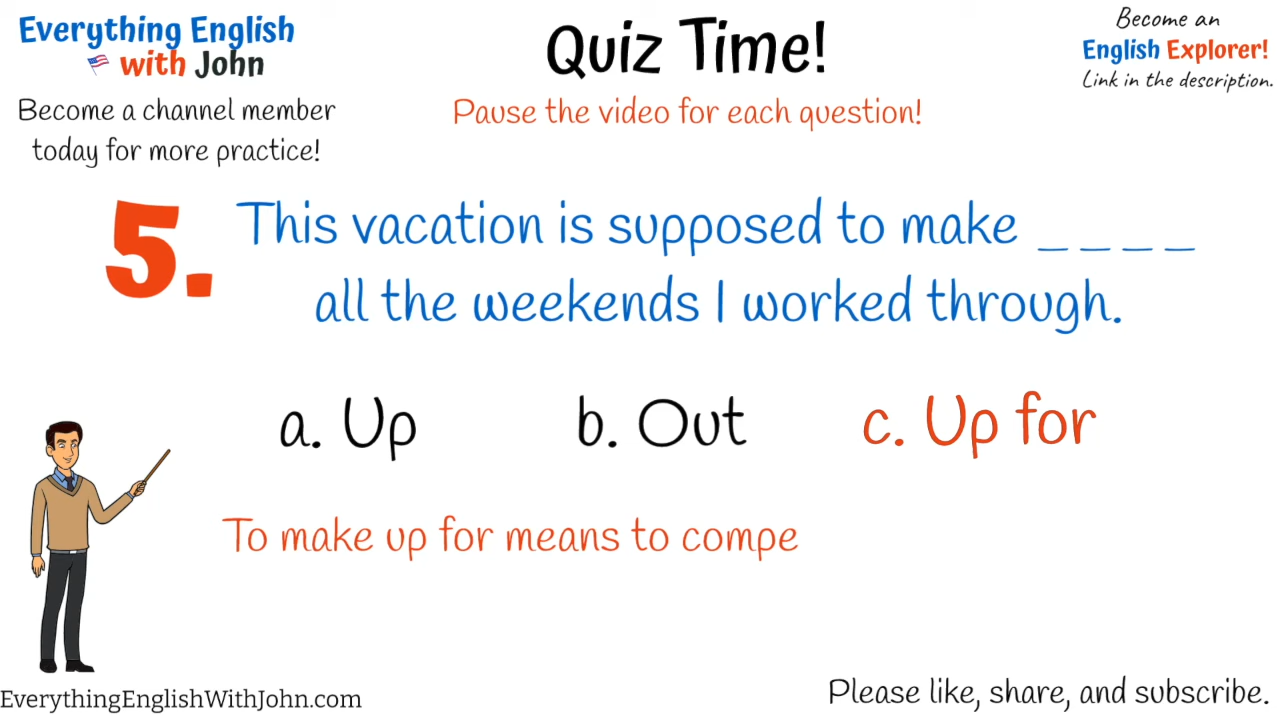 Everything English
with John
Become a channel member
today for more practice!
Quiz Time!
Pause the video for each question!
Become an
English Explorer!
Link in the description.
5. This vacation is supposed to make _ _ _ _
all the weekends I worked through.
a. Up b. Out c. Up for
To make up for means to compe
EverythingEnglishWithJohn.com
Please like, share, and subscribe.